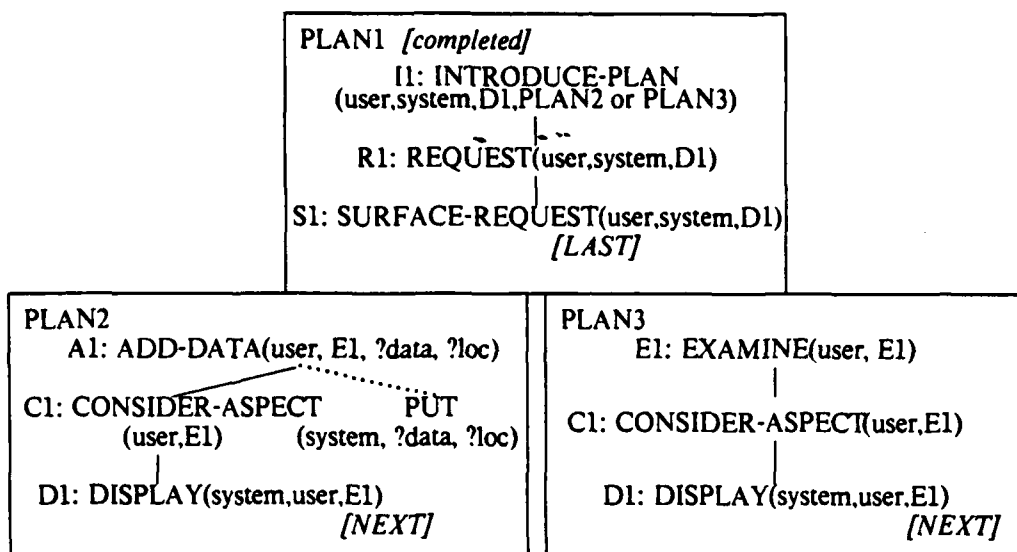 PLAN1 [completed]
I1: INTRODUCE-PLAN
(user,system,D1,PLAN2 or PLAN3)
R1: REQUEST(user,system,D1)
S1: SURFACE-REQUEST(user,system,D1)
[LAST]
PLAN2
A1: ADD-DATA(user, E1, ?data, ?loc)
C1: CONSIDER-ASPECT PUT
(user,E1) (system, ?data, ?loc)
D1: DISPLAY(system,user,E1)
[NEXT]
PLAN3
E1: EXAMINE(user, E1)
C1: CONSIDER-ASPECT(user,E1)
D1: DISPLAY(system,user,E1)
[NEXT]